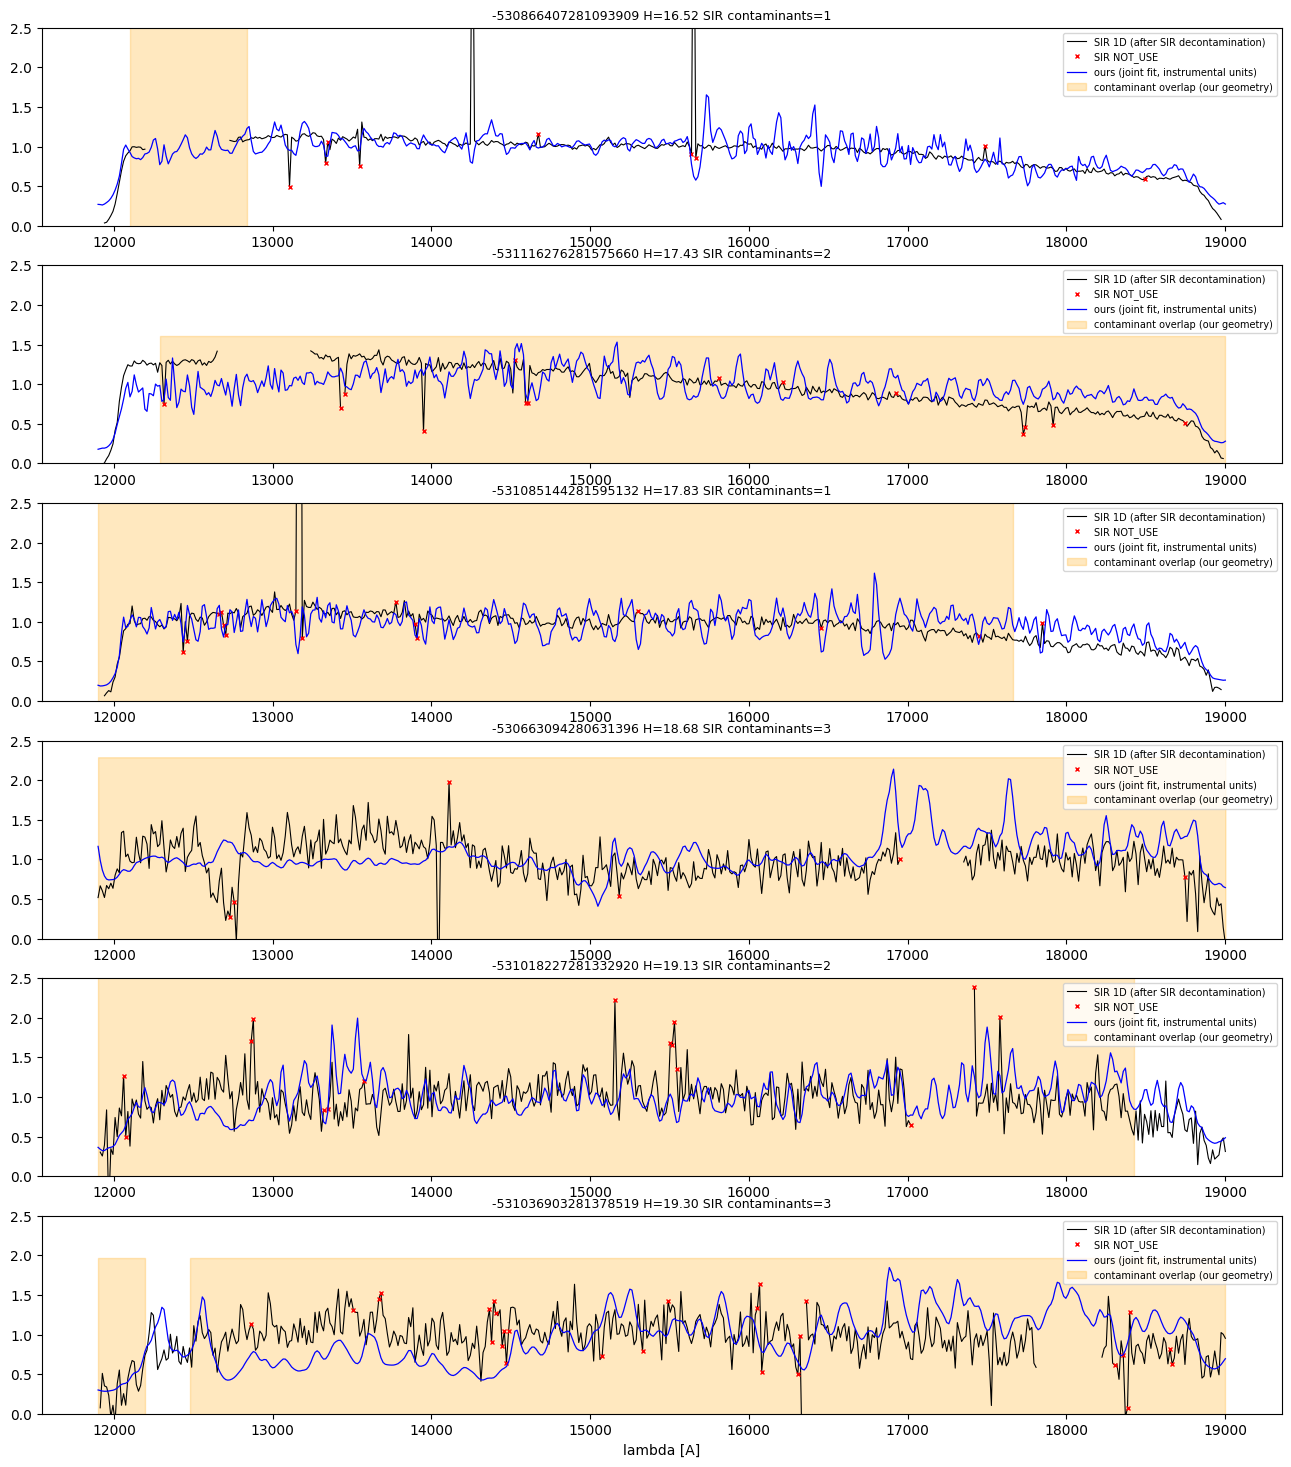 -530866407281093909 H=16.52 SIR contaminants=1
SIR 1D (after SIR decontamination)
SIR NOT_USE
ours (joint fit, instrumental units)
contaminant overlap (our geometry)
2.5
2.0
1.5
1.0
0.5
0.0
12000 13000 14000 15000 16000 17000 18000 19000
-531116276281575660 H=17.43 SIR contaminants=2
SIR 1D (after SIR decontamination)
SIR NOT_USE
ours (joint fit, instrumental units)
contaminant overlap (our geometry)
2.5
2.0
1.5
1.0
0.5
0.0
12000 13000 14000 15000 16000 17000 18000 19000
-531085144281595132 H=17.83 SIR contaminants=1
SIR 1D (after SIR decontamination)
SIR NOT_USE
ours (joint fit, instrumental units)
contaminant overlap (our geometry)
2.5
2.0
1.5
1.0
0.5
0.0
12000 13000 14000 15000 16000 17000 18000 19000
-530663094280631396 H=18.68 SIR contaminants=3
SIR 1D (after SIR decontamination)
SIR NOT_USE
ours (joint fit, instrumental units)
contaminant overlap (our geometry)
2.5
2.0
1.5
1.0
0.5
0.0
12000 13000 14000 15000 16000 17000 18000 19000
-531018227281332920 H=19.13 SIR contaminants=2
SIR 1D (after SIR decontamination)
SIR NOT_USE
ours (joint fit, instrumental units)
contaminant overlap (our geometry)
2.5
2.0
1.5
1.0
0.5
0.0
12000 13000 14000 15000 16000 17000 18000 19000
-531036903281378519 H=19.30 SIR contaminants=3
SIR 1D (after SIR decontamination)
SIR NOT_USE
ours (joint fit, instrumental units)
contaminant overlap (our geometry)
2.5
2.0
1.5
1.0
0.5
0.0
12000 13000 14000 15000 16000 17000 18000 19000
lambda [A]